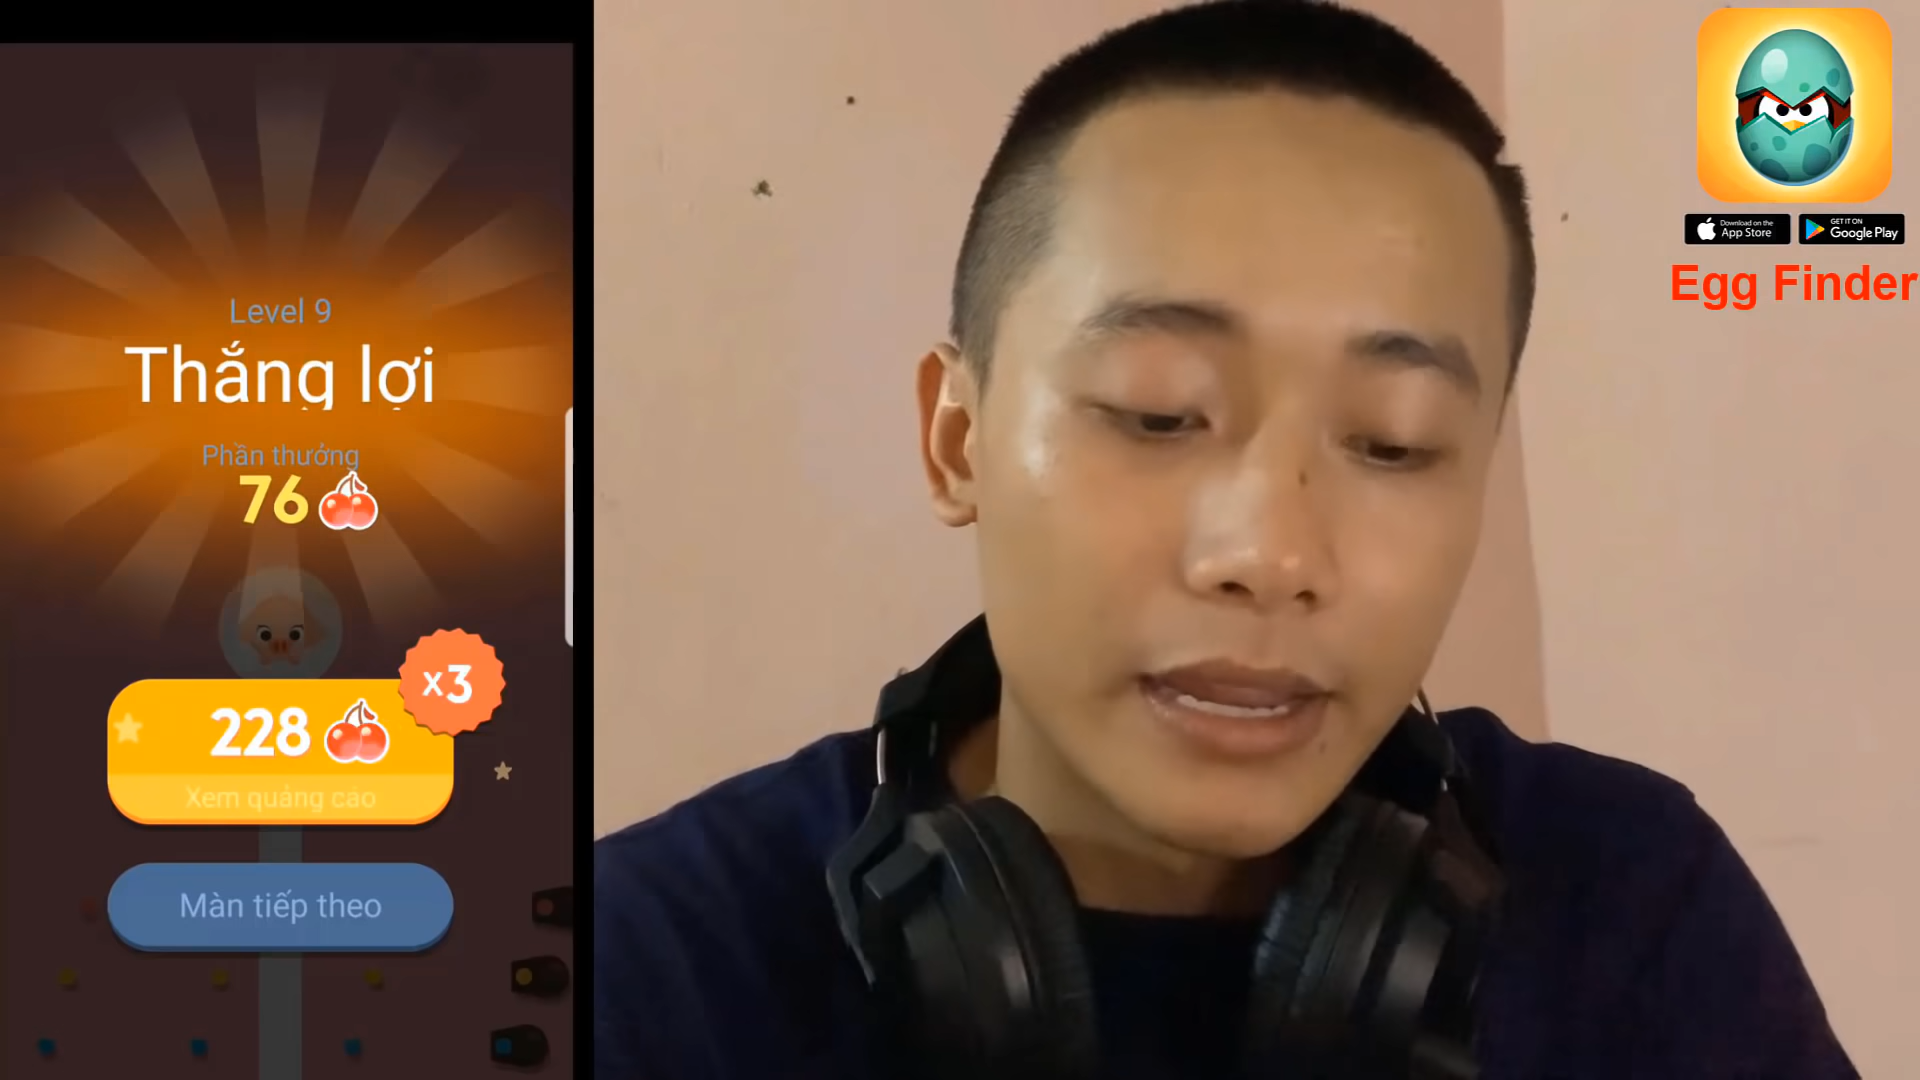 Level 9
Thắng lợi
Phần thưởng
76
x3
228
Xem quảng cáo
Màn tiếp theo
Download on the
App Store
GET IT ON
Google Play
Egg Finder